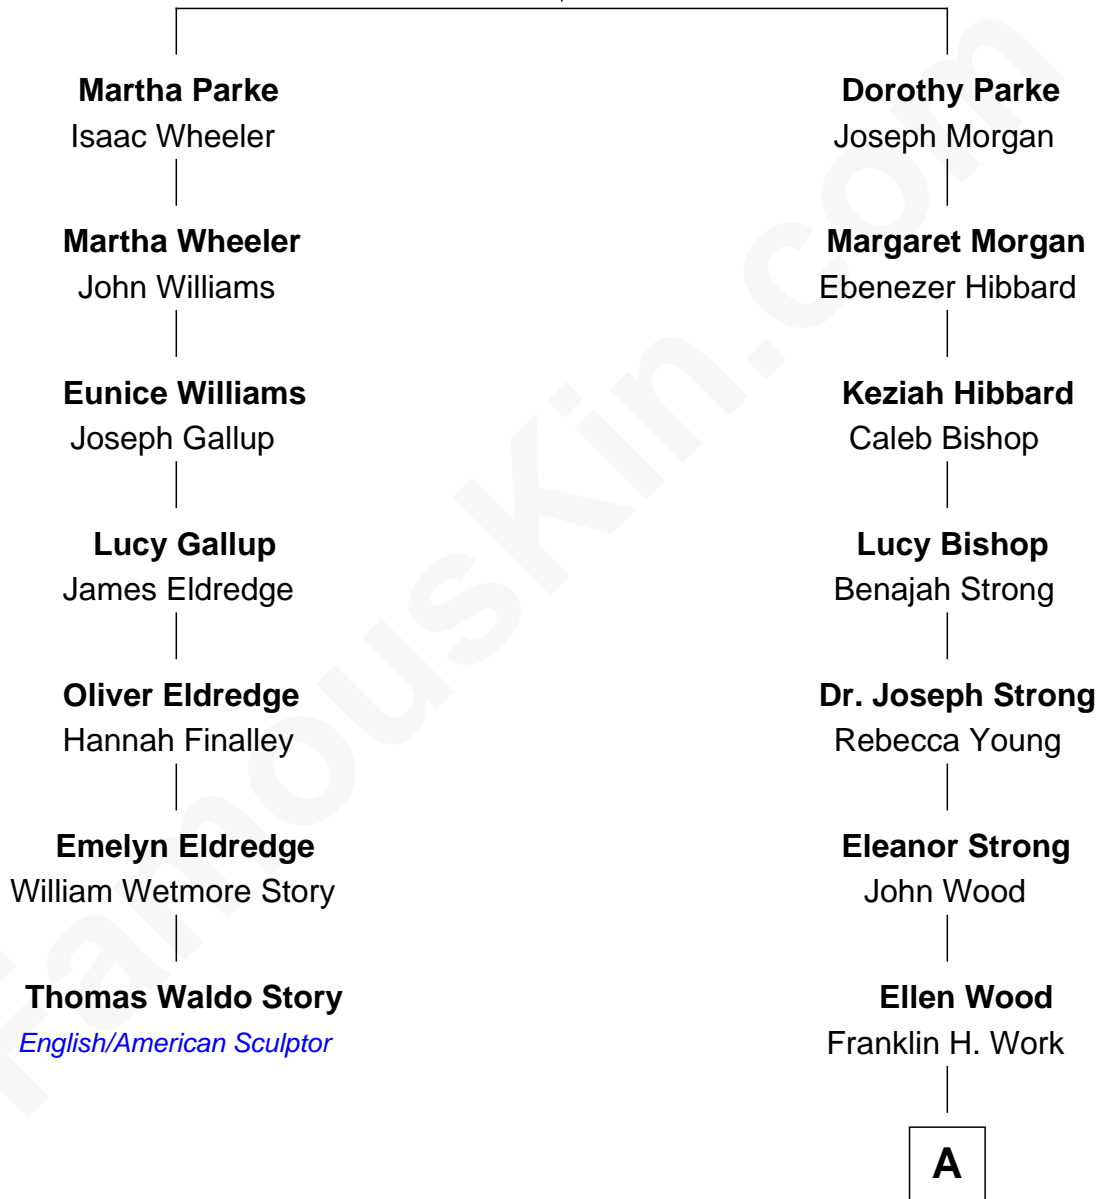 Martha Parke
Isaac Wheeler
Martha Wheeler
John Williams
Eunice Williams
Joseph Gallup
Lucy Gallup
James Eldredge
Oliver Eldredge
Hannah Finalley
Emelyn Eldredge
William Wetmore Story
Thomas Waldo Story
English/American Sculptor
Dorothy Parke
Joseph Morgan
Margaret Morgan
Ebenezer Hibbard
Keziah Hibbard
Caleb Bishop
Lucy Bishop
Benajah Strong
Dr. Joseph Strong
Rebecca Young
Eleanor Strong
John Wood
Ellen Wood
Franklin H. Work
A
FamousKin.com